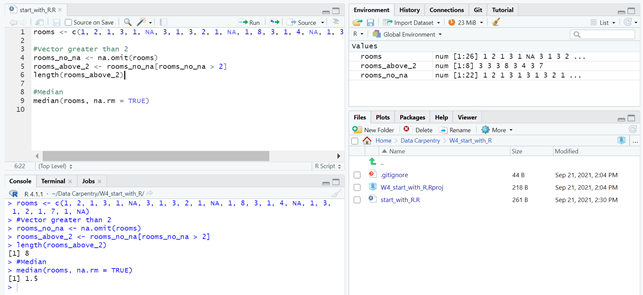 start_with_R.R
Source on Save
Run
Source
1 rooms <- c(1, 2, 1, 3, 1, NA, 3, 1, 3, 2, 1, NA, 1, 8, 3, 1, 4, NA, 1, 3
2
3 #Vector greater than 2
4 rooms_no_na <- na.omit(rooms)
5 rooms_above_2 <- rooms_no_na[rooms_no_na > 2]
6 length(rooms_above_2)
7
8 #Median
9 median(rooms, na.rm = TRUE)
10
6:22 (Top Level) R Script
Console Terminal Jobs
R 4.1.1 · ~/Data Carpentry/W4_start_with_R/
> rooms <- c(1, 2, 1, 3, 1, NA, 3, 1, 3, 2, 1, NA, 1, 8, 3, 1, 4, NA, 1, 3,
1, 2, 1, 7, 1, NA)
> #Vector greater than 2
> rooms_no_na <- na.omit(rooms)
> rooms_above_2 <- rooms_no_na[rooms_no_na > 2]
> length(rooms_above_2)
[1] 8
> #Median
> median(rooms, na.rm = TRUE)
[1] 1.5
>
Environment History Connections Git Tutorial
Import Dataset 23 MiB List
R Global Environment
Values
rooms num [1:26] 1 2 1 3 1 NA 3 1 3 2 ...
rooms_above_2 num [1:8] 3 3 3 8 3 4 3 7
rooms_no_na num [1:22] 1 2 1 3 1 3 1 3 2 1 ...
Files Plots Packages Help Viewer
New Folder Delete Rename More
Home Data Carpentry W4_start_with_R
Name Size Modified
..
.gitignore 44 B Sep 21, 2021, 2:04 PM
W4_start_with_R.Rproj 218 B Sep 21, 2021, 2:04 PM
start_with_R.R 261 B Sep 21, 2021, 2:30 PM